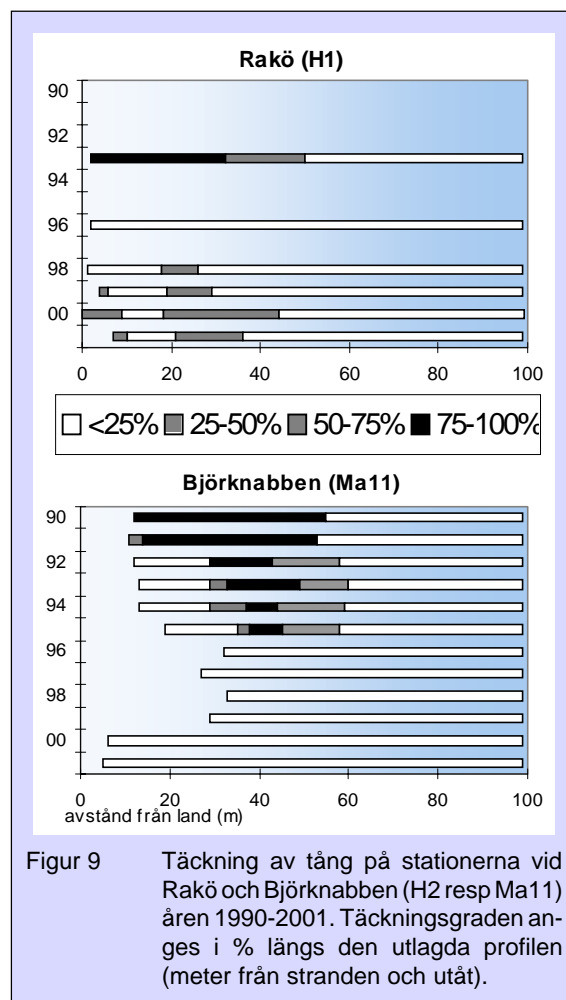 Rakö (H1)
90
92
94
96
98
00
0 20 40 60 80 100
<25% 25-50% 50-75% 75-100%
Björknabben (Ma11)
90
92
94
96
98
00
0 20 40 60 80 100
avstånd från land (m)
Figur 9 Täckning av tång på stationerna vid
Rakö och Björknabben (H2 resp Ma11)
åren 1990-2001. Täckningsgraden an-
ges i % längs den utlagda profilen
(meter från stranden och utåt).